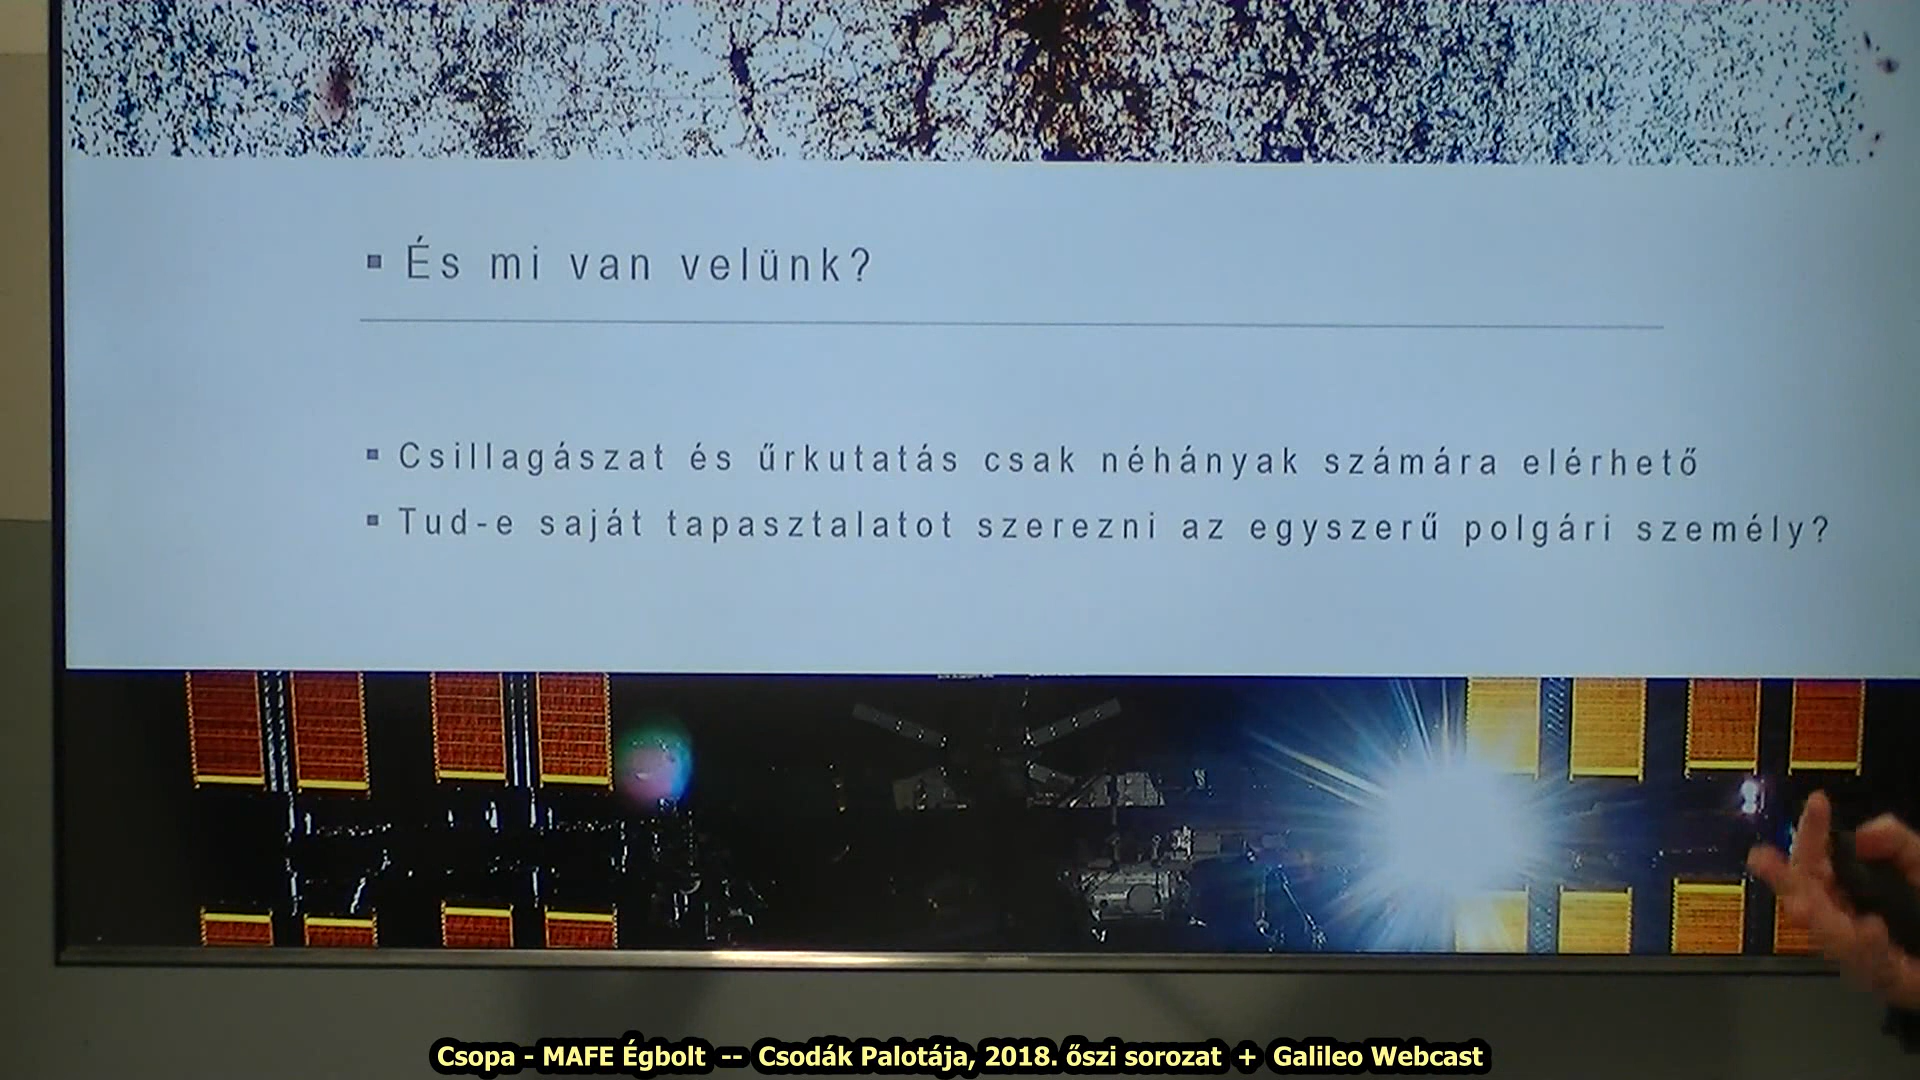 ▪ És mi van velünk?
▪ Csillagászat és űrkutatás csak néhányak számára elérhető
▪ Tud-e saját tapasztalatot szerezni az egyszerű polgári személy?
Csopa - MAFE Égbolt -- Csodák Palotája, 2018. őszi sorozat + Galileo Webcast